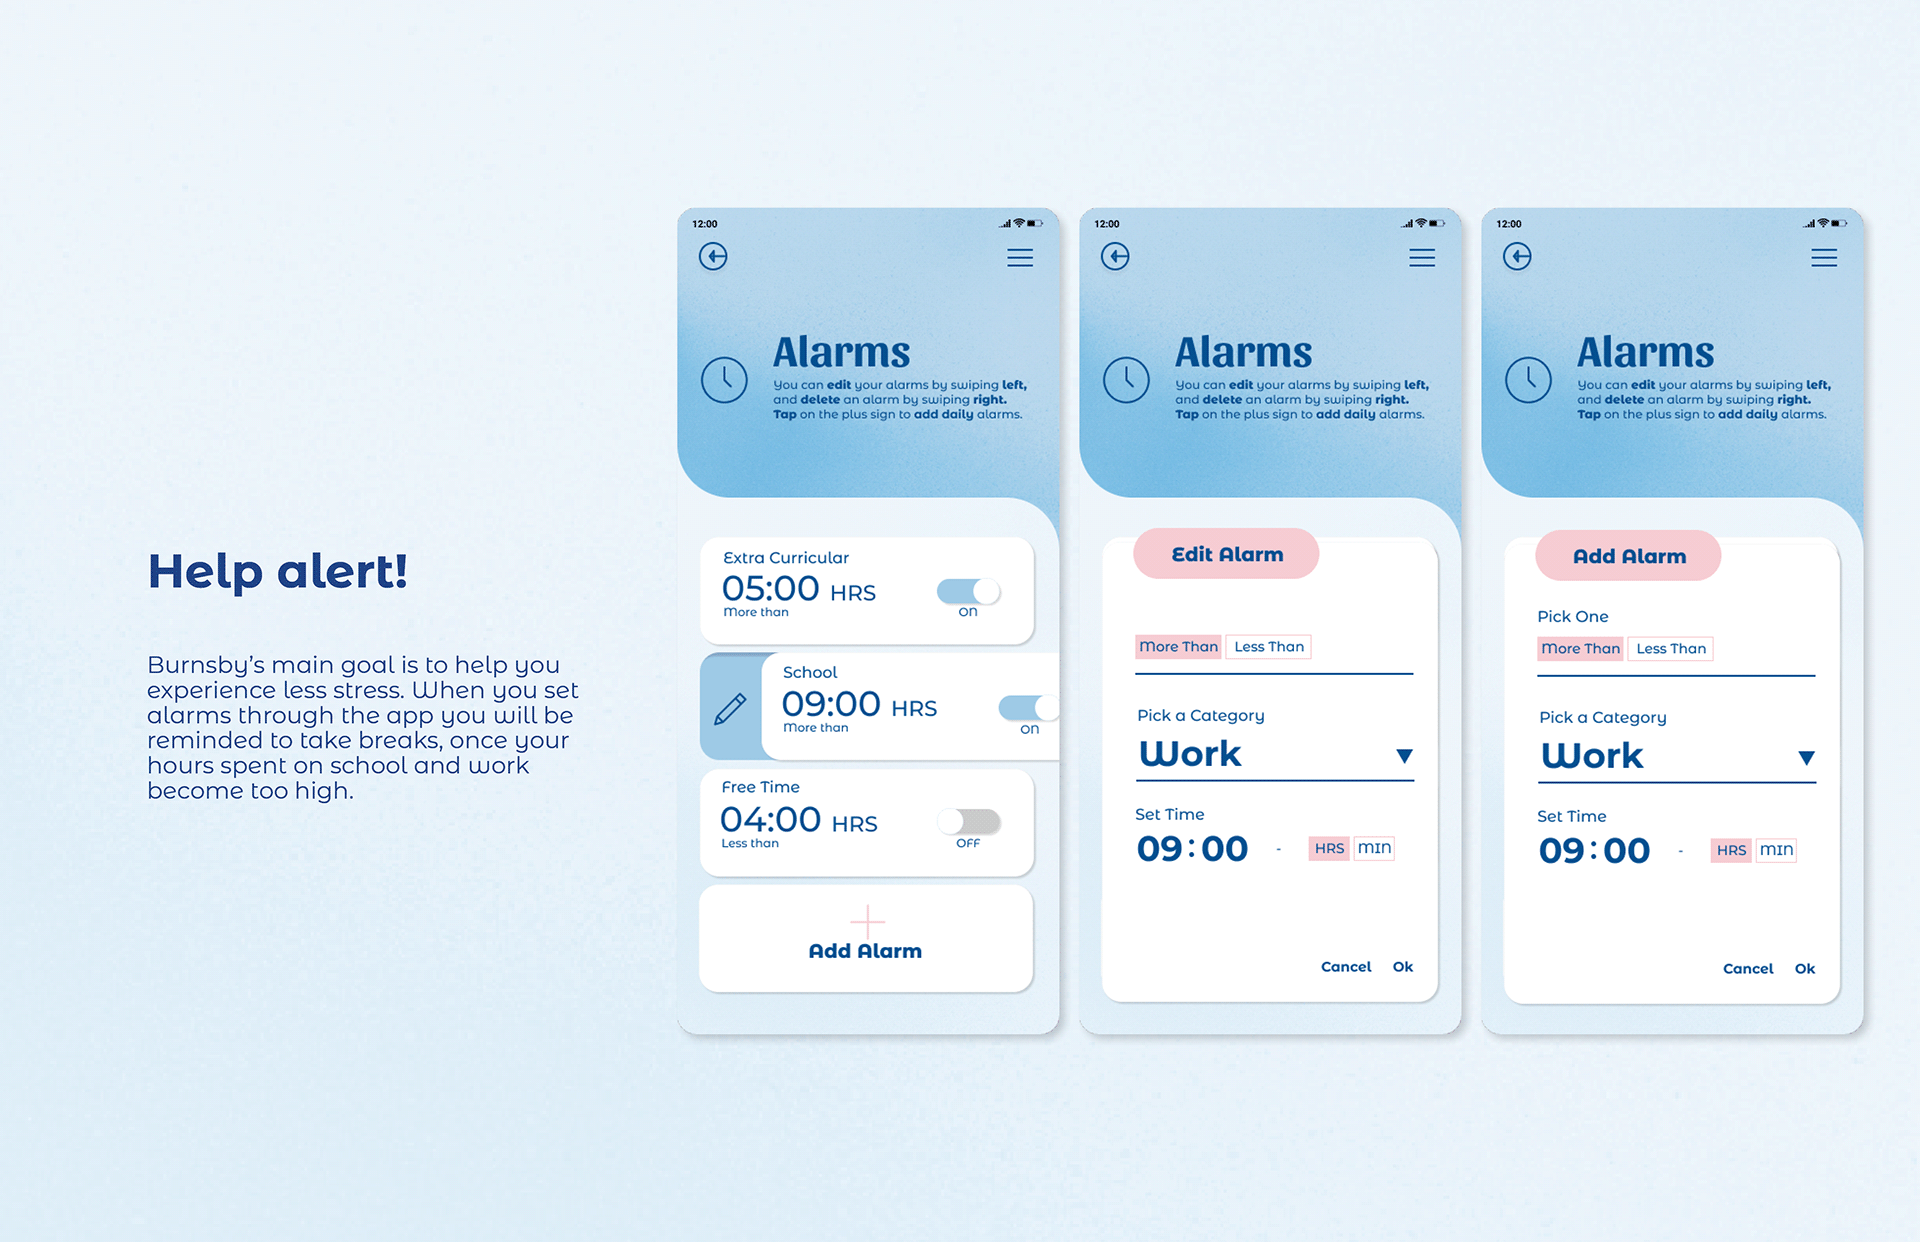 Help alert!
Burnsby's main goal is to help you
experience less stress. When you set
alarms through the app you will be
reminded to take breaks, once your
hours spent on school and work
become too high.
12:00
Alarms
You can edit your alarms by swiping left,
and delete an alarm by swiping right.
Tap on the plus sign to add daily alarms.
Extra Curricular
05:00 HRS
More than
ON
School
09:00 HRS
More than
ON
Free Time
04:00 HRS
Less than
OFF
Add Alarm
12:00
Alarms
You can edit your alarms by swiping left,
and delete an alarm by swiping right.
Tap on the plus sign to add daily alarms.
Edit Alarm
More Than Less Than
Pick a Category
Work
Set Time
09:00 - HRS MIN
Cancel Ok
12:00
Alarms
You can edit your alarms by swiping left,
and delete an alarm by swiping right.
Tap on the plus sign to add daily alarms.
Add Alarm
Pick One
More Than Less Than
Pick a Category
Work
Set Time
09:00 - HRS MIN
Cancel Ok